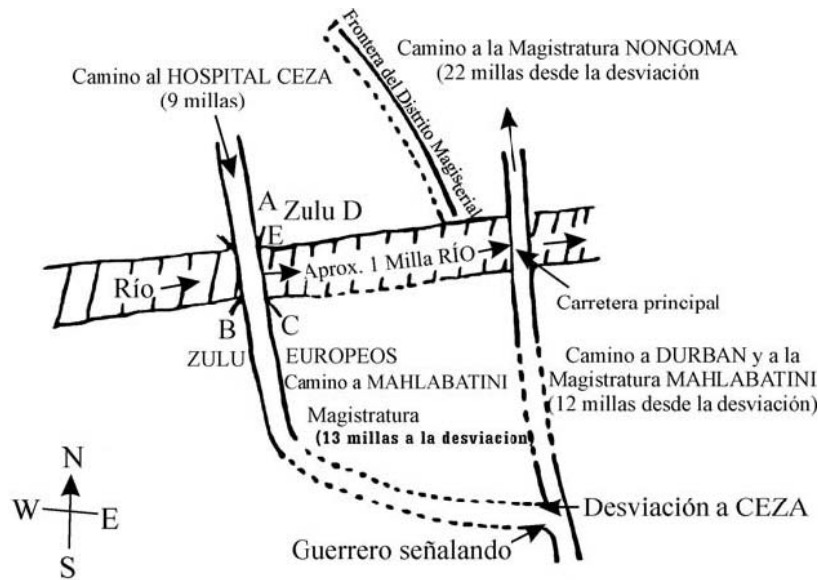 Camino al HOSPITAL CEZA
(9 millas)
Frontera del Distrito Magisterial
Camino a la Magistratura NONGOMA
(22 millas desde la desviación
A
Zulu D
E
Río
Aprox. 1 Milla RÍO
Carretera principal
B
C
ZULU
EUROPEOS
Camino a MAHLABATINI
Magistratura
(13 millas a la desviacion)
Camino a DURBAN y a la
Magistratura MAHLABATINI
(12 millas desde la desviación)
N
W
E
S
Desviación a CEZA
Guerrero señalando